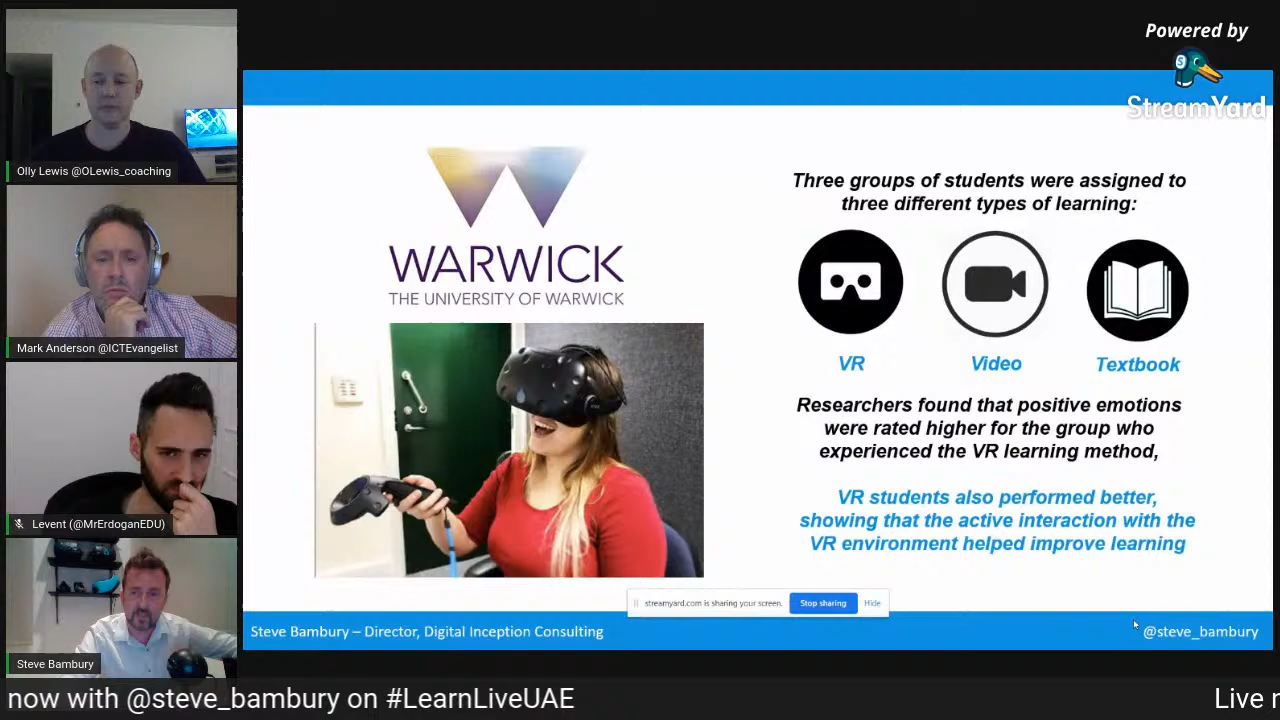 Powered by
StreamYard
Olly Lewis @OLewis_coaching
Mark Anderson @ICTEvangelist
Levent (@MrErdoganEDU)
Steve Bambury
WARWICK
THE UNIVERSITY OF WARWICK
Three groups of students were assigned to
three different types of learning:
VR
Video
Textbook
Researchers found that positive emotions
were rated higher for the group who
experienced the VR learning method,
VR students also performed better,
showing that the active interaction with the
VR environment helped improve learning
streamyard.com is sharing your screen.
Stop sharing
Hide
Steve Bambury – Director, Digital Inception Consulting
@steve_bambury
now with @steve_bambury on #LearnLiveUAE
Live